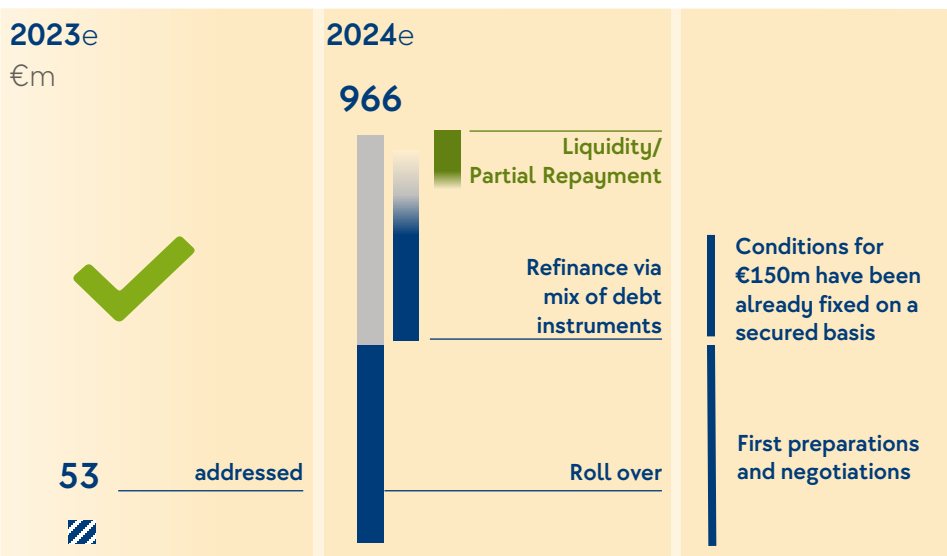 2023e
€m
53
addressed
2024e
966
Liquidity/
Partial Repayment
Refinance via
mix of debt
instruments
Roll over
Conditions for
€150m have been
already fixed on a
secured basis
First preparations
and negotiations